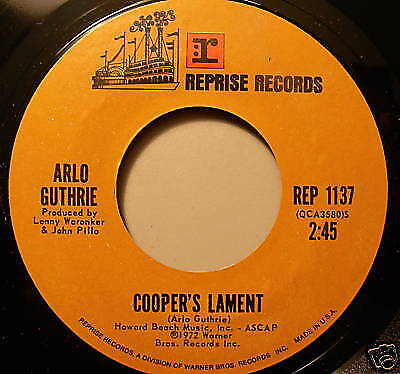 r
REPRISE RECORDS
ARLO
GUTHRIE
Produced by
Lenny Waronker
& John Pilla
REP 1137
(QCA3580)S
2:45
COOPER'S LAMENT
(Arlo Guthrie)
Howard Beach Music, Inc. - ASCAP
℗1972 Warner
Bros. Records Inc.
REPRISE RECORDS, A DIVISION OF WARNER BROS. RECORDS INC.
MADE IN U.S.A.